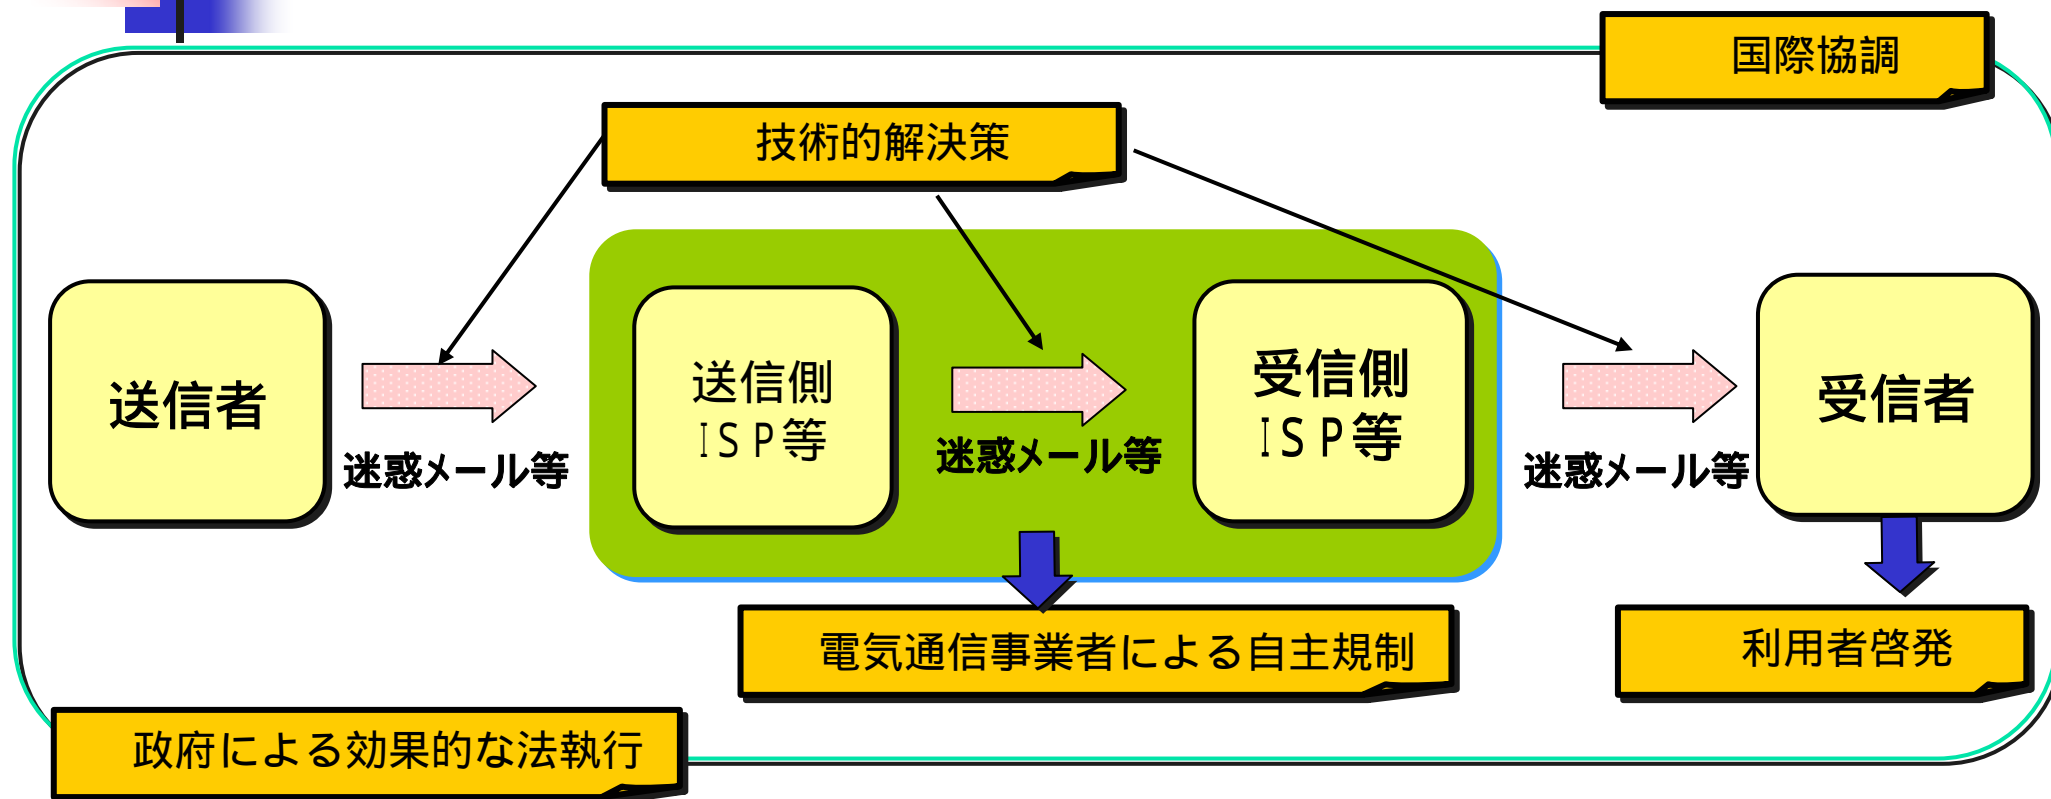 国際協調
技術的解決策
送信者
迷惑メール等
送信側
ISP等
迷惑メール等
受信側
ISP等
迷惑メール等
受信者
電気通信事業者による自主規制
利用者啓発
政府による効果的な法執行